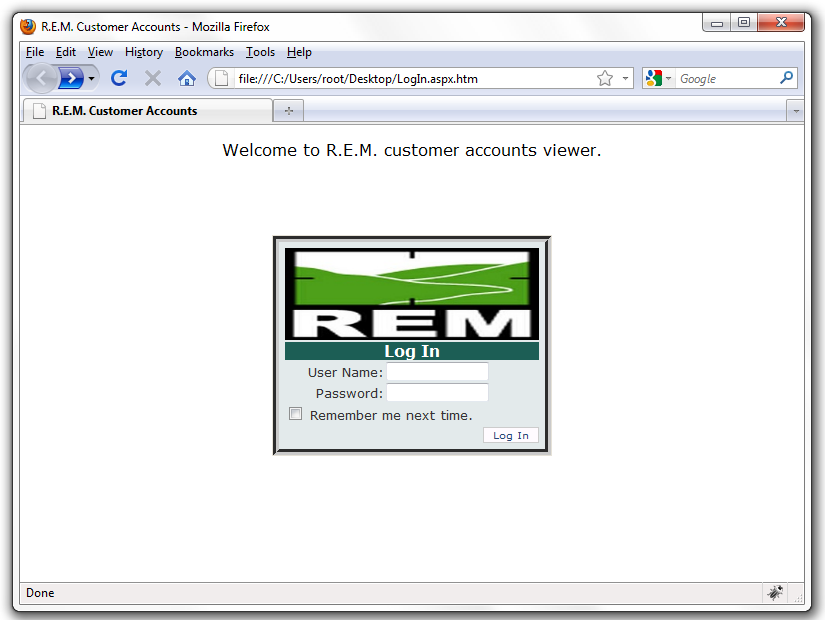 R.E.M. Customer Accounts - Mozilla Firefox
File Edit View History Bookmarks Tools Help
file:///C:/Users/root/Desktop/LogIn.aspx.htm Google
R.E.M. Customer Accounts
Welcome to R.E.M. customer accounts viewer.
REM
Log In
User Name:
Password:
Remember me next time.
Log In
Done